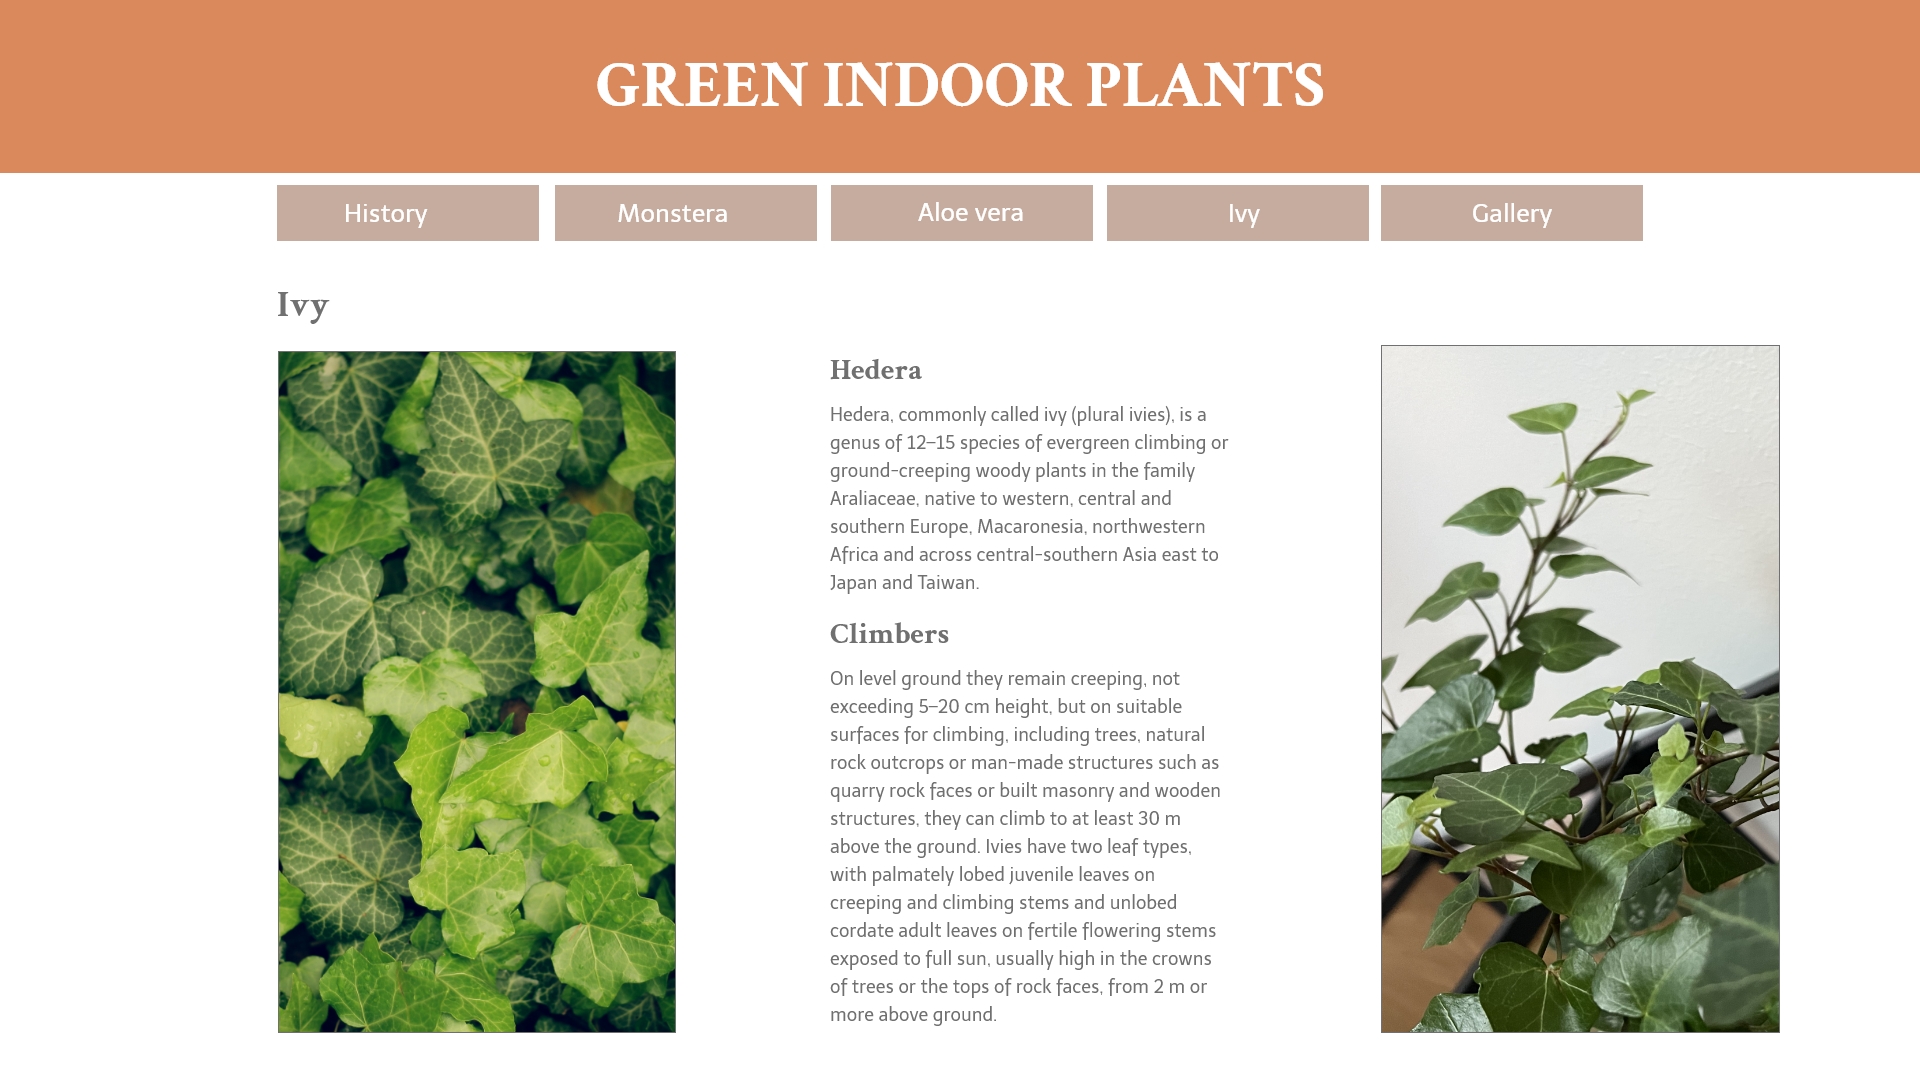 GREEN INDOOR PLANTS
History
Monstera
Aloe vera
Ivy
Gallery
Ivy
Hedera
Hedera, commonly called ivy (plural ivies), is a
genus of 12–15 species of evergreen climbing or
ground-creeping woody plants in the family
Araliaceae, native to western, central and
southern Europe, Macaronesia, northwestern
Africa and across central-southern Asia east to
Japan and Taiwan.
Climbers
On level ground they remain creeping, not
exceeding 5–20 cm height, but on suitable
surfaces for climbing, including trees, natural
rock outcrops or man-made structures such as
quarry rock faces or built masonry and wooden
structures, they can climb to at least 30 m
above the ground. Ivies have two leaf types,
with palmately lobed juvenile leaves on
creeping and climbing stems and unlobed
cordate adult leaves on fertile flowering stems
exposed to full sun, usually high in the crowns
of trees or the tops of rock faces, from 2 m or
more above ground.